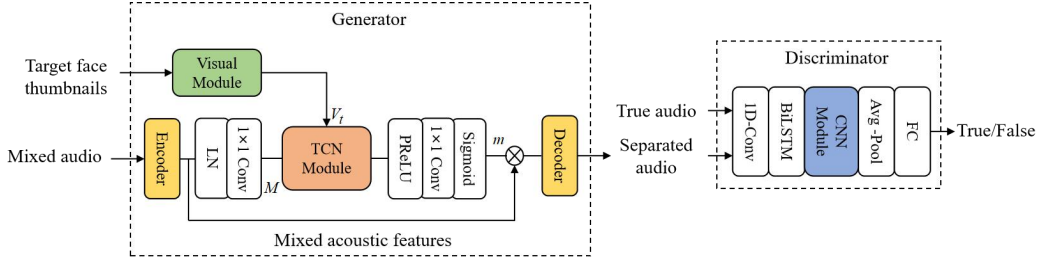 Generator
Target face
thumbnails
Visual
Module
V_t
Mixed audio
Encoder
LN
1×1 Conv
M
TCN
Module
PReLU
1×1 Conv
Sigmoid
m
Decoder
Mixed acoustic features
Discriminator
True audio
Separated
audio
1D-Conv
BiLSTM
CNN
Module
Avg -Pool
FC
True/False